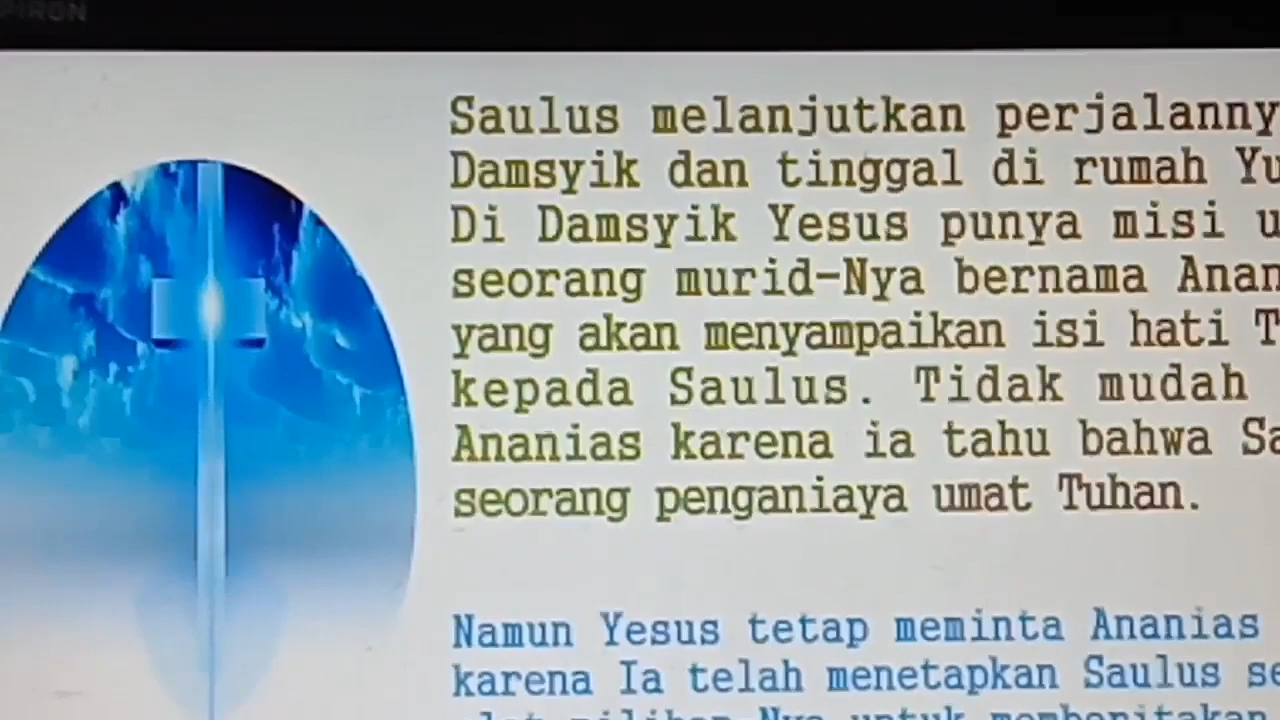 Saulus melanjutkan perjalanny
Damsyik dan tinggal di rumah Yu
Di Damsyik Yesus punya misi u
seorang murid-Nya bernama Anan
yang akan menyampaikan isi hati T
kepada Saulus. Tidak mudah
Ananias karena ia tahu bahwa Sa
seorang penganiaya umat Tuhan.
Namun Yesus tetap meminta Ananias
karena Ia telah menetapkan Saulus se